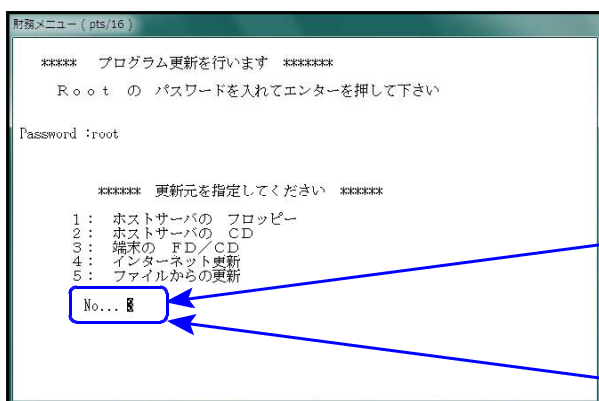 財務メニュー ( pts/16 )
***** プログラム更新を行います *******
Ｒｏｏｔ の パスワードを入れてエンターを押して下さい
Password :root
****** 更新元を指定してください ******
1： ホストサーバの フロッピー
2： ホストサーバの CD
3： 端末の FD／CD
4： インターネット更新
5： ファイルからの更新
No...